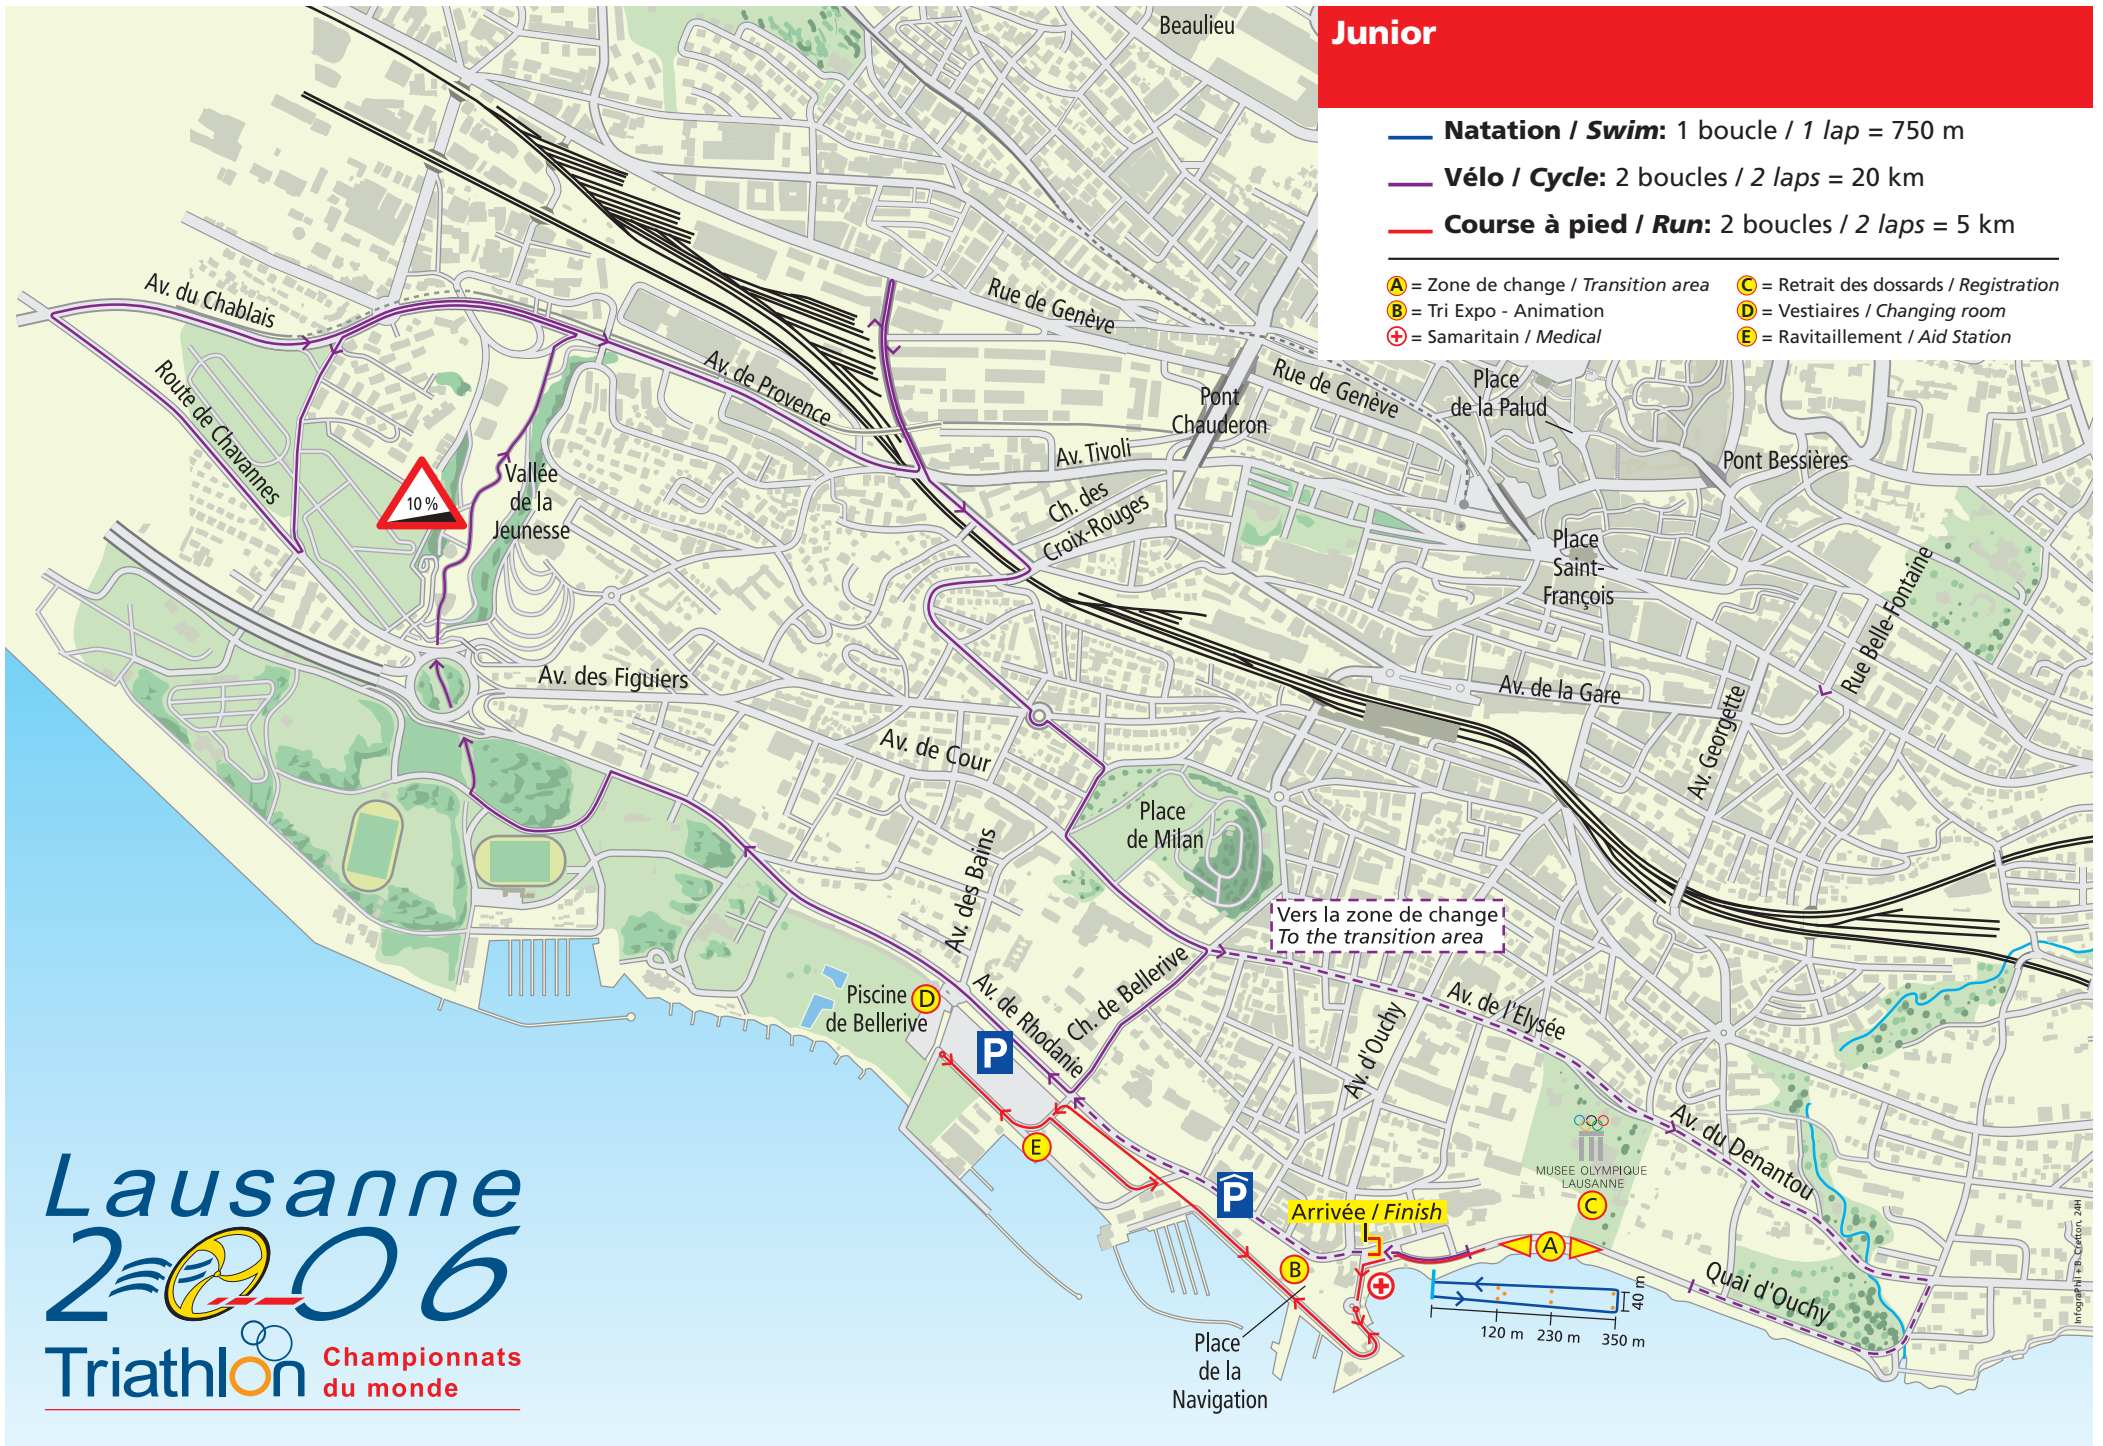 Junior
Natation / Swim: 1 boucle / 1 lap = 750 m
Vélo / Cycle: 2 boucles / 2 laps = 20 km
Course à pied / Run: 2 boucles / 2 laps = 5 km
A = Zone de change / Transition area
B = Tri Expo - Animation
= Samaritain / Medical
C = Retrait des dossards / Registration
D = Vestiaires / Changing room
E = Ravitaillement / Aid Station
Beaulieu
Av. du Chablais
Rue de Genève
Av. de Provence
Route de Chavannes
Rue de Genève
Place
de la Palud
Pont
Chauderon
Av. Tivoli
Pont Bessières
10 %
Vallée
de la
Jeunesse
Ch. des
Croix-Rouges
Place
Saint-
François
Rue Belle-Fontaine
Av. des Figuiers
Av. de la Gare
Av. Georgette
Av. de Cour
Place
de Milan
Av. des Bains
Vers la zone de change
To the transition area
Piscine
de Bellerive
D
Av. de Rhodanie
Ch. de Bellerive
Av. de l'Elysée
Av. d'Ouchy
P
E
Av. du Denantou
MUSEE OLYMPIQUE
LAUSANNE
C
P
Arrivée / Finish
A
B
Quai d'Ouchy
40 m
120 m
230 m
350 m
Place
de la
Navigation
InfograPhil + B. Cretton, 24H
Lausanne
2006
Triathlon
Championnats
du monde